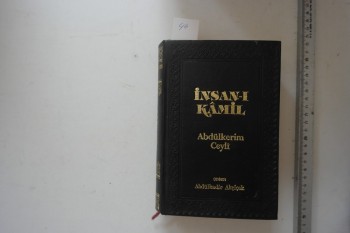 İNSAN-I
KÂMİL
Abdülkerim
Ceylî
Abdülkadir Akçiçek